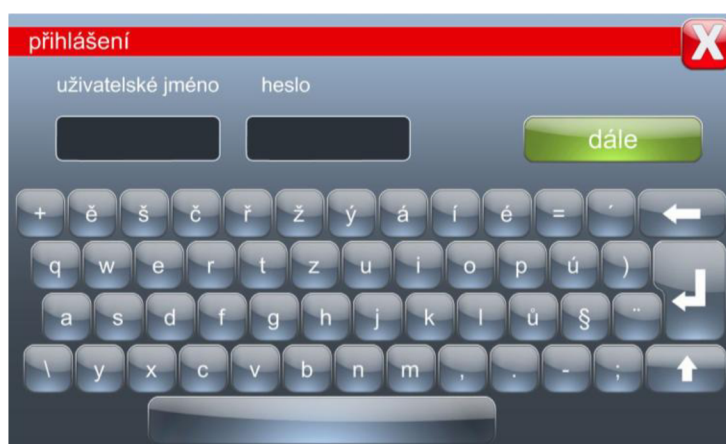 přihlášení X
uživatelské jméno heslo
dále
+ ě š č ř ž ý á í é = ´
q w e r t z u i o p ú )
a s d f g h j k l ů § ¨
\ y x c v b n m , . - ;